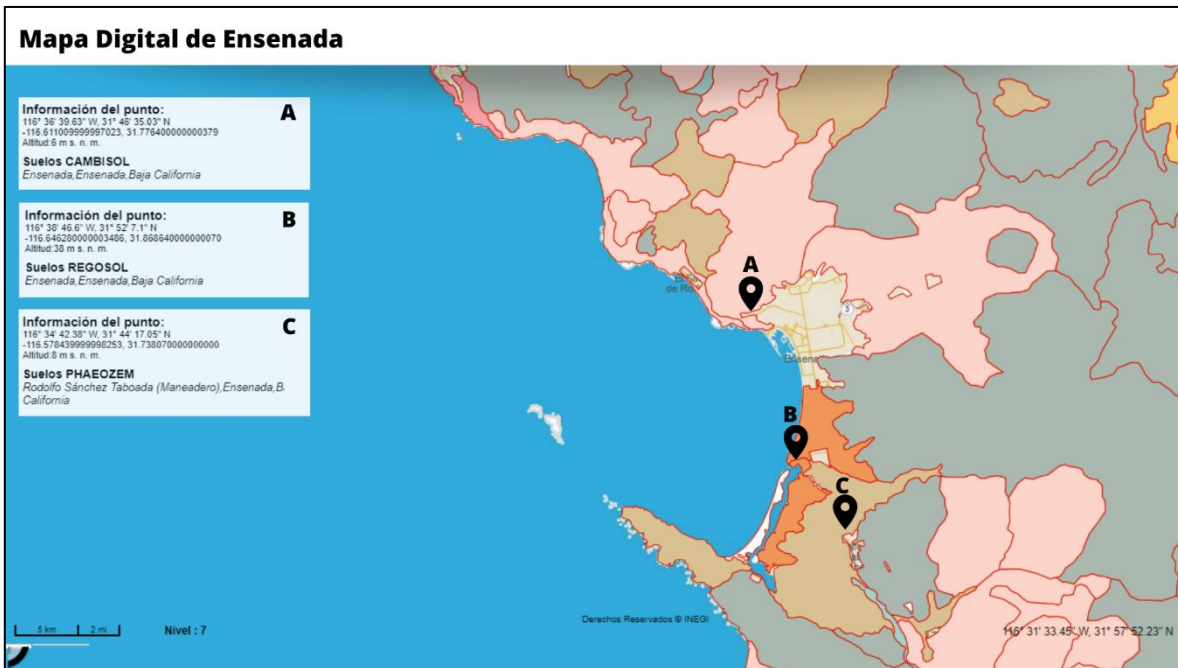 Mapa Digital de Ensenada
Información del punto: A
116° 36' 39.63" W, 31° 46' 35.03" N
-116.611009999997023, 31.776400000000379
Altitud:6 m s. n. m.
Suelos CAMBISOL
Ensenada,Ensenada,Baja California
Información del punto: B
116° 38' 46.6" W, 31° 52' 7.1" N
-116.646280000003486, 31.868640000000070
Altitud:38 m s. n. m.
Suelos REGOSOL
Ensenada,Ensenada,Baja California
Información del punto: C
116° 34' 42.38" W, 31° 44' 17.05" N
-116.578439999998253, 31.738070000000000
Altitud:8 m s. n. m.
Suelos PHAEOZEM
Rodolfo Sánchez Taboada (Maneadero),Ensenada,B
California
A
de Ro
3
Ensena
B
C
5 km 2 mi
Nivel : 7
Derechos Reservados © INEGI
116° 31' 33.45" W, 31° 57' 52.23" N